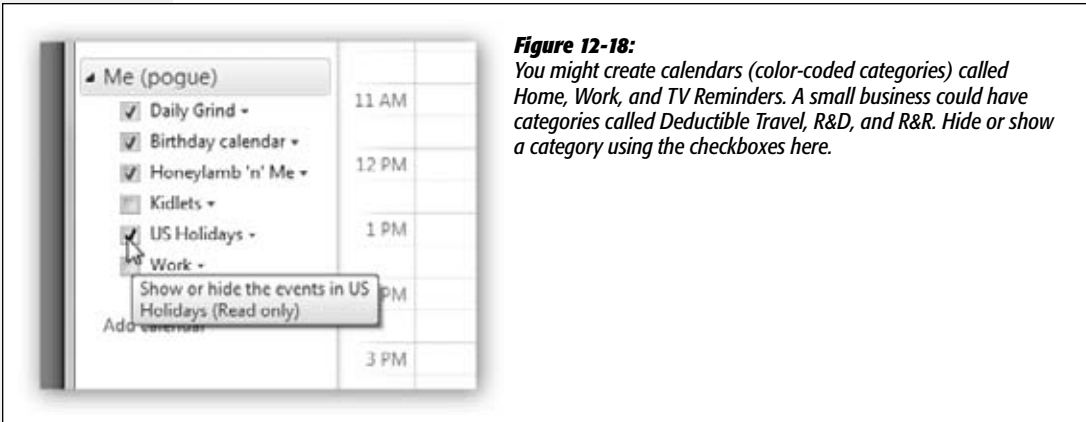 Me (pogue)
Daily Grind
Birthday calendar
Honeylamb 'n' Me
Kidlets
US Holidays
Work
Show or hide the events in US
Holidays (Read only)
Add calendar
11 AM
12 PM
1 PM
PM
3 PM
Figure 12-18:
You might create calendars (color-coded categories) called
Home, Work, and TV Reminders. A small business could have
categories called Deductible Travel, R&D, and R&R. Hide or show
a category using the checkboxes here.